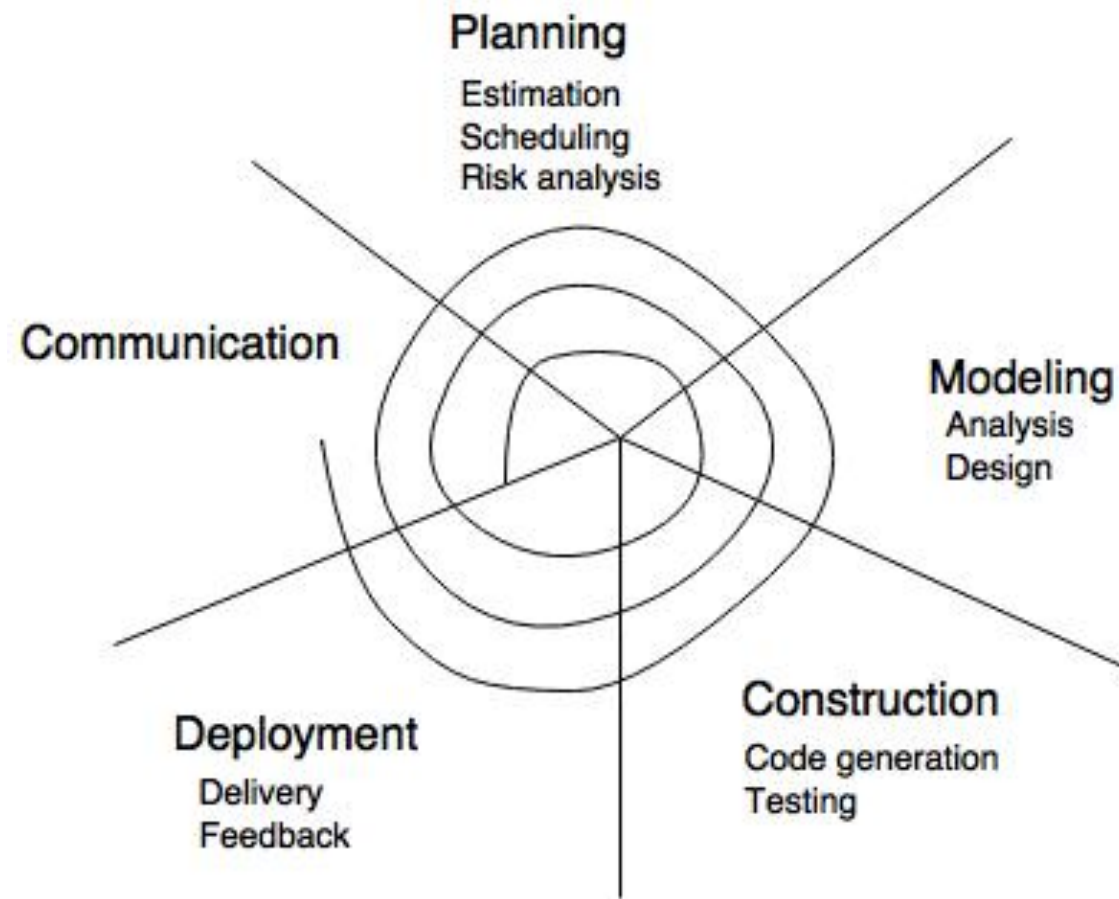 Planning
Estimation
Scheduling
Risk analysis
Communication
Modeling
Analysis
Design
Construction
Code generation
Testing
Deployment
Delivery
Feedback